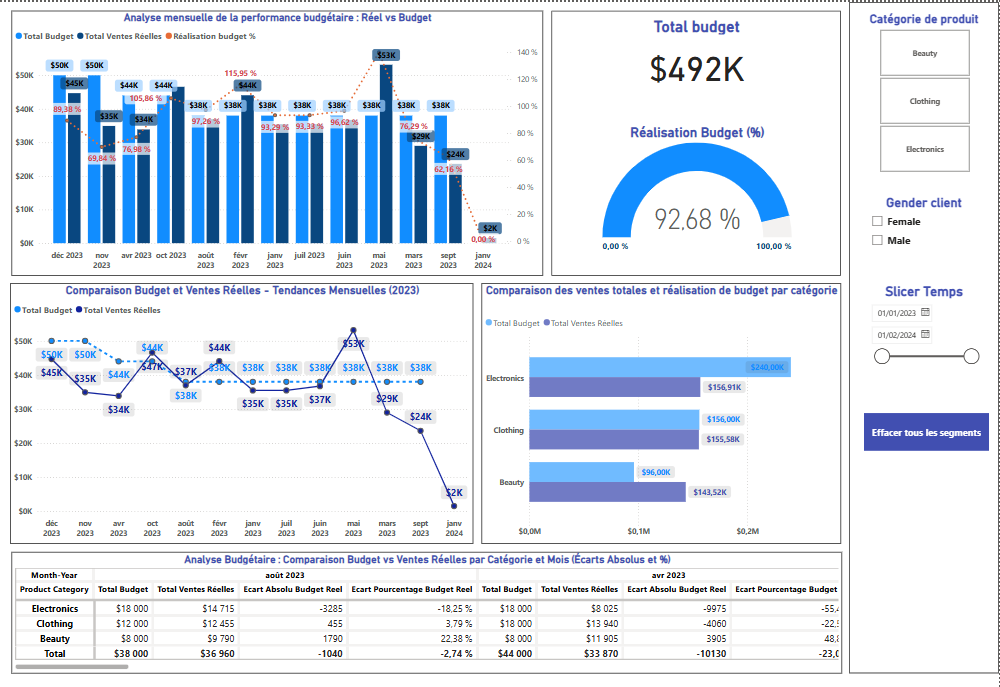 Analyse mensuelle de la performance budgétaire : Réel vs Budget
Total Budget Total Ventes Réelles Réalisation budget %
$50K $50K $44K $44K $38K $38K $38K $38K $38K $38K $38K $38K
$45K $35K $34K $44K $53K $29K $24K $2K
89,38 % 69,84 % 76,98 % 105,86 % 97,26 % 115,95 % 93,29 % 93,33 % 96,62 % 76,29 % 62,16 % 0,00 %
$50K
$40K
$30K
$20K
$10K
$0K
140 %
120 %
100 %
80 %
60 %
40 %
20 %
0 %
déc 2023 nov 2023 avr 2023 oct 2023 août 2023 févr 2023 janv 2023 juil 2023 juin 2023 mai 2023 mars 2023 sept 2023 janv 2024
Total budget
$492K
Réalisation Budget (%)
92,68 %
0,00 % 100,00 %
Catégorie de produit
Beauty
Clothing
Electronics
Gender client
Female
Male
Slicer Temps
01/01/2023
01/02/2024
Effacer tous les segments
Comparaison Budget et Ventes Réelles – Tendances Mensuelles (2023)
Total Budget Total Ventes Réelles
$50K $50K $44K $44K $38K $38K $38K $38K $38K $38K $38K $38K
$45K $35K $34K $47K $37K $44K $35K $35K $37K $53K $29K $24K $2K
$50K
$40K
$30K
$20K
$10K
$0K
déc 2023 nov 2023 avr 2023 oct 2023 août 2023 févr 2023 janv 2023 juil 2023 juin 2023 mai 2023 mars 2023 sept 2023 janv 2024
Comparaison des ventes totales et réalisation de budget par catégorie
Total Budget Total Ventes Réelles
Electronics $240,00K $156,91K
Clothing $156,00K $155,58K
Beauty $96,00K $143,52K
$0,0M $0,1M $0,2M
Analyse Budgétaire : Comparaison Budget vs Ventes Réelles par Catégorie et Mois (Écarts Absolus et %)
Month-Year août 2023 avr 2023
Product Category Total Budget Total Ventes Réelles Ecart Absolu Budget Reel Ecart Pourcentage Budget Reel Total Budget Total Ventes Réelles Ecart Absolu Budget Reel Ecart Pourcentage Budget
Electronics $18 000 $14 715 -3285 -18,25 % $18 000 $8 025 -9975 -55,4
Clothing $12 000 $12 455 455 3,79 % $18 000 $13 940 -4060 -22,5
Beauty $8 000 $9 790 1790 22,38 % $8 000 $11 905 3905 48,8
Total $38 000 $36 960 -1040 -2,74 % $44 000 $33 870 -10130 -23,0